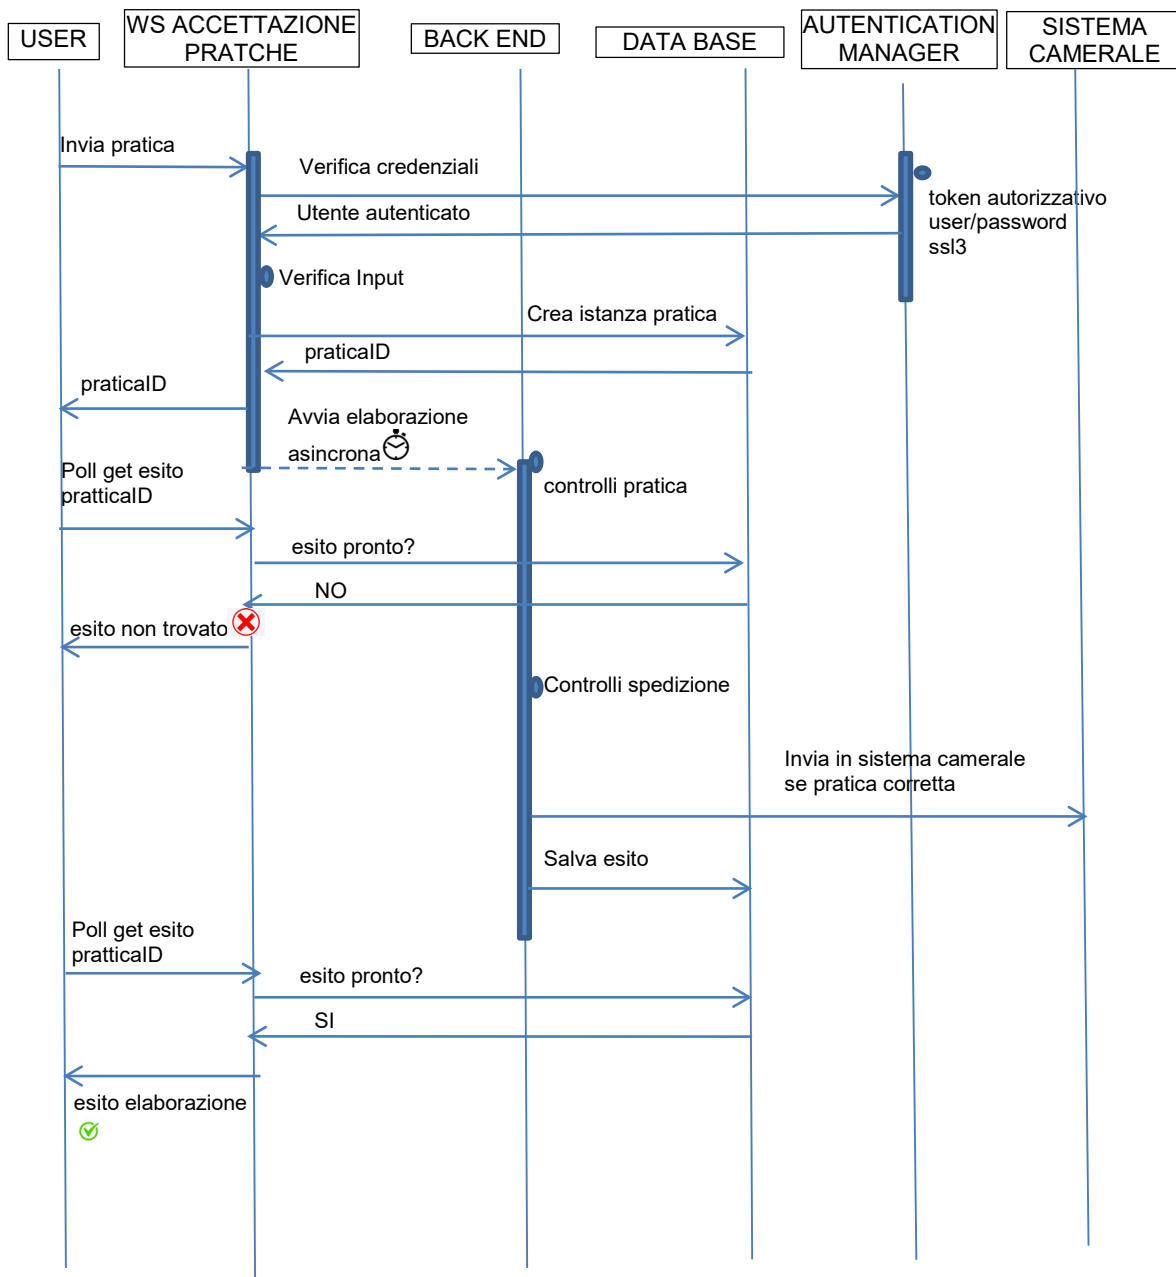 USER
WS ACCETTAZIONE
PRATCHE
BACK END
DATA BASE
AUTENTICATION
MANAGER
SISTEMA
CAMERALE
Invia pratica
Verifica credenziali
token autorizzativo
user/password
ssl3
Utente autenticato
Verifica Input
Crea istanza pratica
praticaID
praticaID
Avvia elaborazione
asincrona
Poll get esito
pratticaID
controlli pratica
esito pronto?
NO
esito non trovato
Controlli spedizione
Invia in sistema camerale
se pratica corretta
Salva esito
Poll get esito
pratticaID
esito pronto?
SI
esito elaborazione